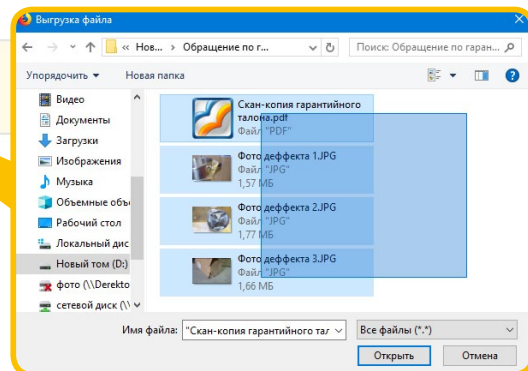 Выгрузка файла
« Нов... › Обращение по г...
Поиск: Обращение по гаран...
Упорядочить
Новая папка
Видео
Документы
Загрузки
Изображения
Музыка
Объемные объ
Рабочий стол
Локальный дис
Новый том (D:)
фото (\\Derekto
сетевой диск (\\
Скан-копия гарантийного
талона.pdf
Файл "PDF"
Фото деффекта 1.JPG
Файл "JPG"
1,57 МБ
Фото деффекта 2.JPG
Файл "JPG"
1,77 МБ
Фото деффекта 3.JPG
Файл "JPG"
1,66 МБ
Имя файла:
"Скан-копия гарантийного тал
Все файлы (*.*)
Открыть
Отмена